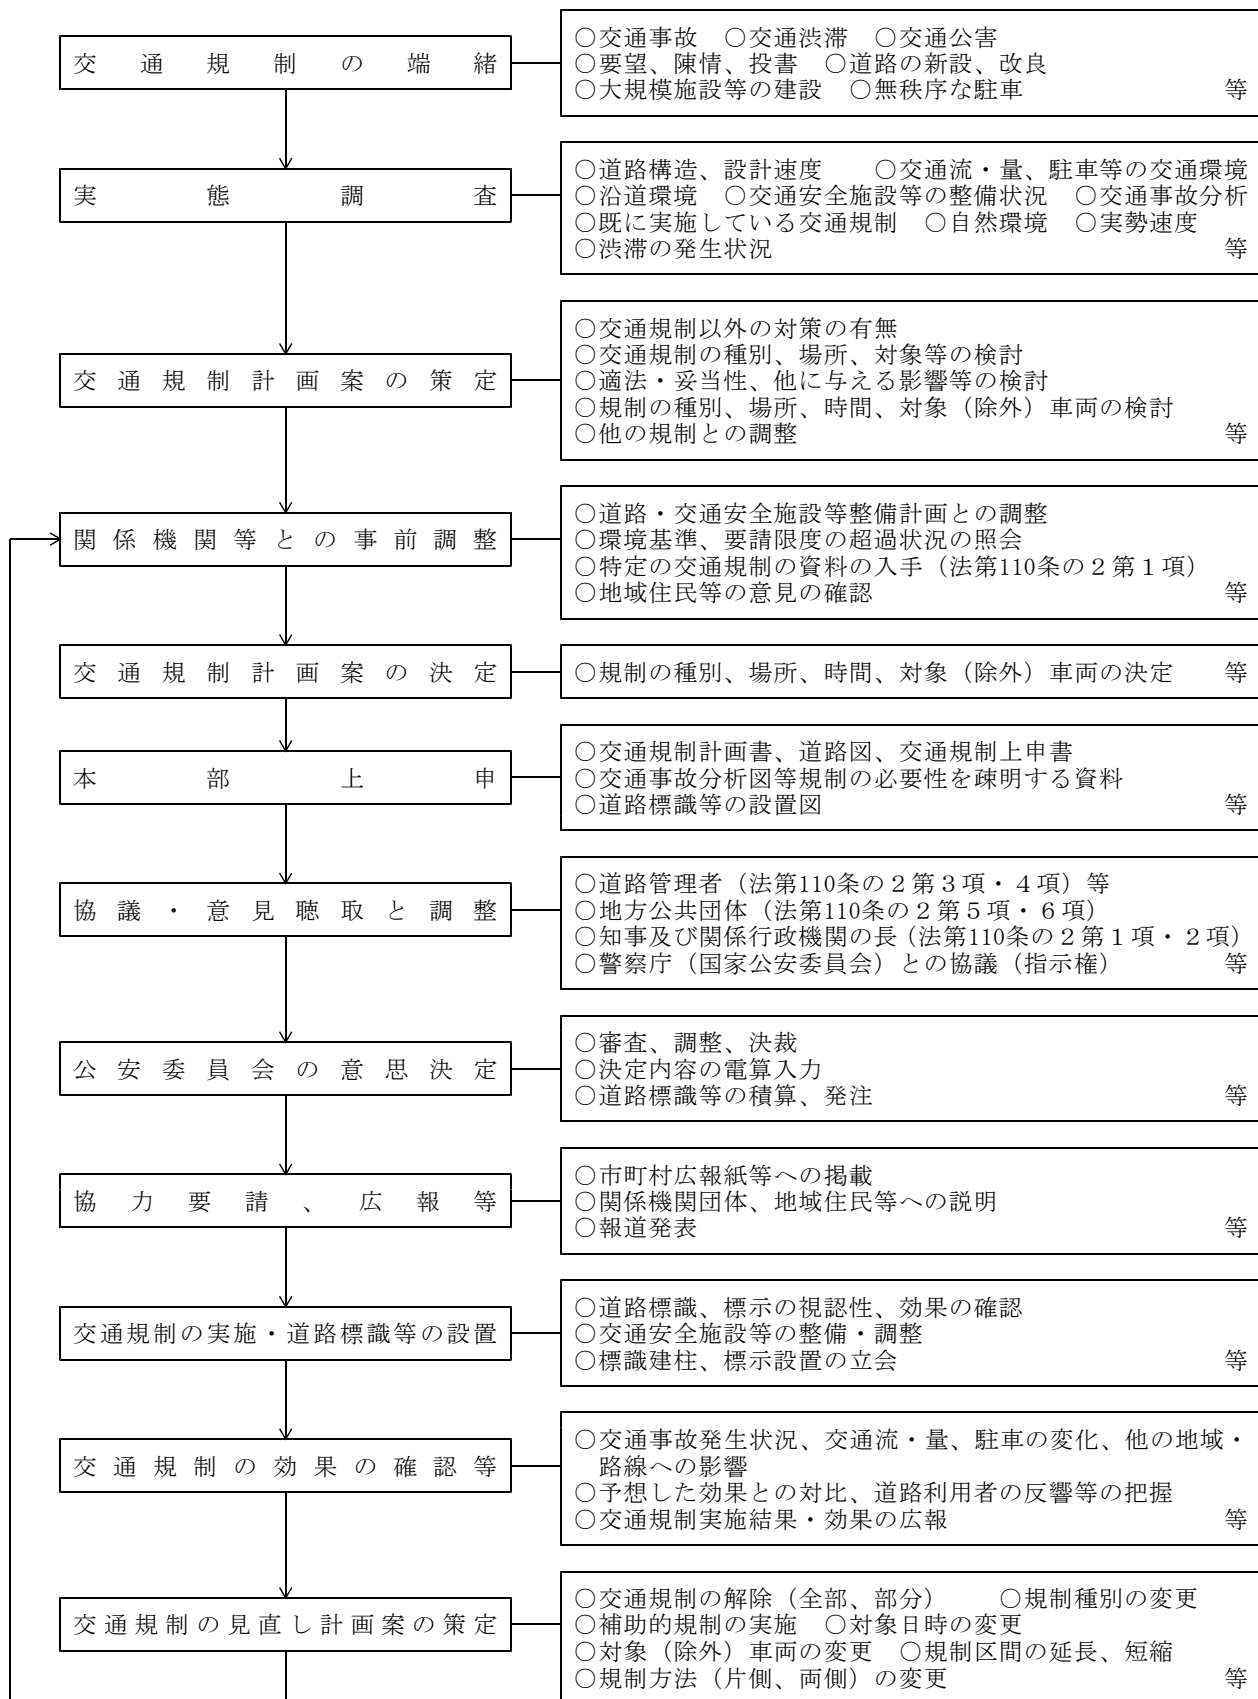 交通規制の端緒
○交通事故　○交通渋滞　○交通公害
○要望、陳情、投書　○道路の新設、改良
○大規模施設等の建設　○無秩序な駐車　等
実態調査
○道路構造、設計速度　○交通流・量、駐車等の交通環境
○沿道環境　○交通安全施設等の整備状況　○交通事故分析
○既に実施している交通規制　○自然環境　○実勢速度
○渋滞の発生状況　等
交通規制計画案の策定
○交通規制以外の対策の有無
○交通規制の種別、場所、対象等の検討
○適法・妥当性、他に与える影響等の検討
○規制の種別、場所、時間、対象（除外）車両の検討
○他の規制との調整　等
関係機関等との事前調整
○道路・交通安全施設等整備計画との調整
○環境基準、要請限度の超過状況の照会
○特定の交通規制の資料の入手（法第110条の２第１項）
○地域住民等の意見の確認　等
交通規制計画案の決定
○規制の種別、場所、時間、対象（除外）車両の決定　等
本部上申
○交通規制計画書、道路図、交通規制上申書
○交通事故分析図等規制の必要性を疎明する資料
○道路標識等の設置図　等
協議・意見聴取と調整
○道路管理者（法第110条の２第３項・４項）等
○地方公共団体（法第110条の２第５項・６項）
○知事及び関係行政機関の長（法第110条の２第１項・２項）
○警察庁（国家公安委員会）との協議（指示権）　等
公安委員会の意思決定
○審査、調整、決裁
○決定内容の電算入力
○道路標識等の積算、発注　等
協力要請、広報等
○市町村広報紙等への掲載
○関係機関団体、地域住民等への説明
○報道発表　等
交通規制の実施・道路標識等の設置
○道路標識、標示の視認性、効果の確認
○交通安全施設等の整備・調整
○標識建柱、標示設置の立会　等
交通規制の効果の確認等
○交通事故発生状況、交通流・量、駐車の変化、他の地域・
路線への影響
○予想した効果との対比、道路利用者の反響等の把握
○交通規制実施結果・効果の広報　等
交通規制の見直し計画案の策定
○交通規制の解除（全部、部分）　○規制種別の変更
○補助的規制の実施　○対象日時の変更
○対象（除外）車両の変更　○規制区間の延長、短縮
○規制方法（片側、両側）の変更　等